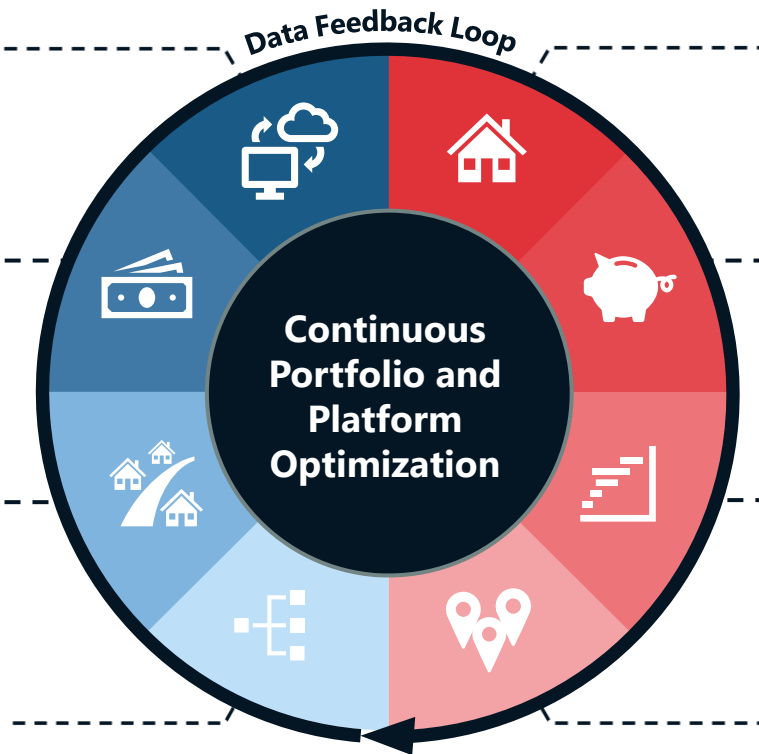 Data Feedback Loop
Continuous
Portfolio and
Platform
Optimization